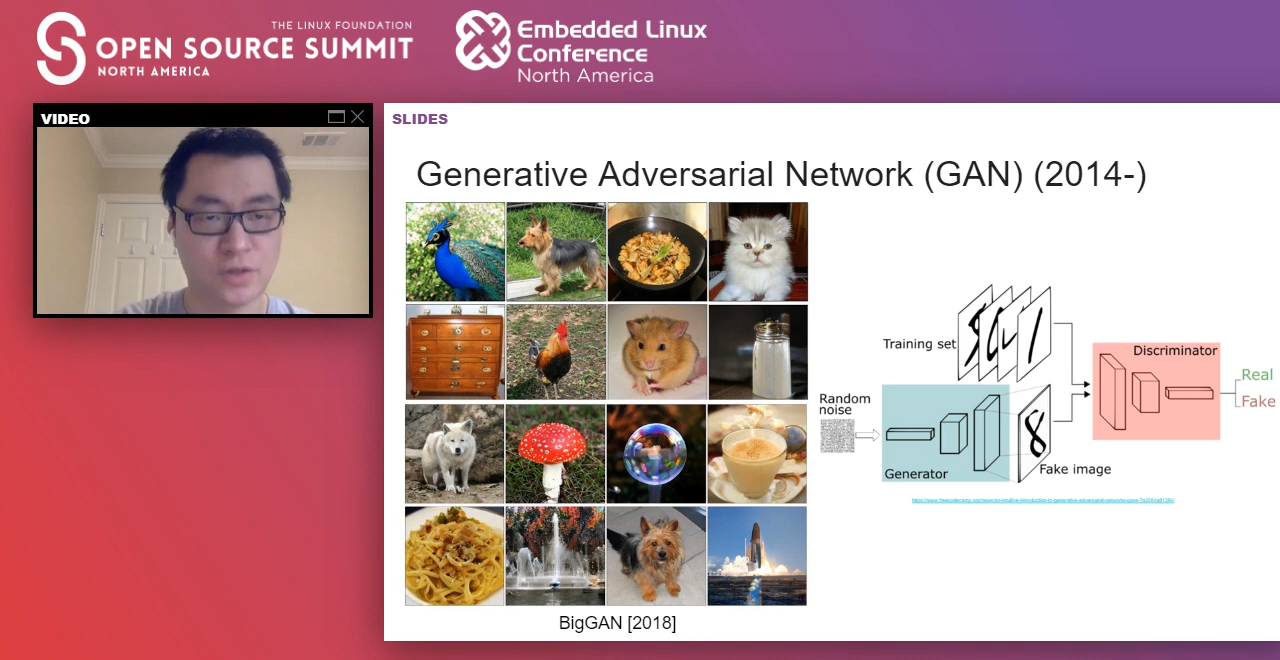 THE LINUX FOUNDATION
OPEN SOURCE SUMMIT
NORTH AMERICA
Embedded Linux
Conference
North America
VIDEO
SLIDES
Generative Adversarial Network (GAN) (2014-)
Training set
Discriminator
Real
Fake
Random
noise
Generator
Fake image
BigGAN [2018]